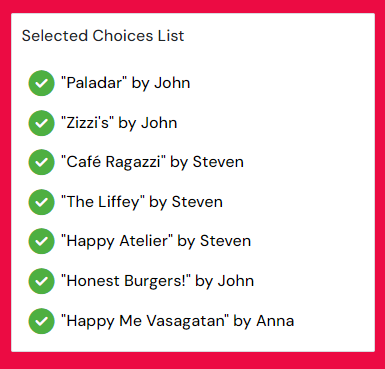 Selected Choices List
"Paladar" by John
"Zizzi's" by John
"Café Ragazzi" by Steven
"The Liffey" by Steven
"Happy Atelier" by Steven
"Honest Burgers!" by John
"Happy Me Vasagatan" by Anna